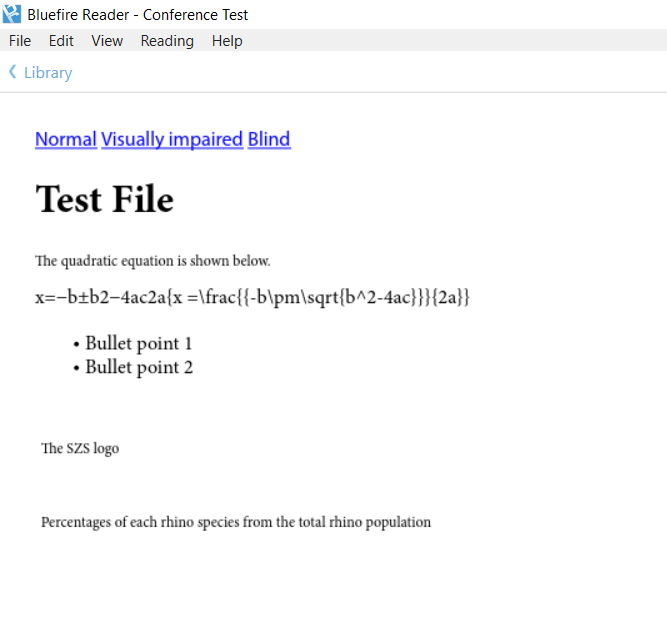 Bluefire Reader - Conference Test
File Edit View Reading Help
Library
Normal Visually impaired Blind
Test File
The quadratic equation is shown below.
x=−b±b2−4ac2a{x =\frac{{-b\pm\sqrt{b^2-4ac}}}{2a}}
• Bullet point 1
• Bullet point 2
The SZS logo
Percentages of each rhino species from the total rhino population